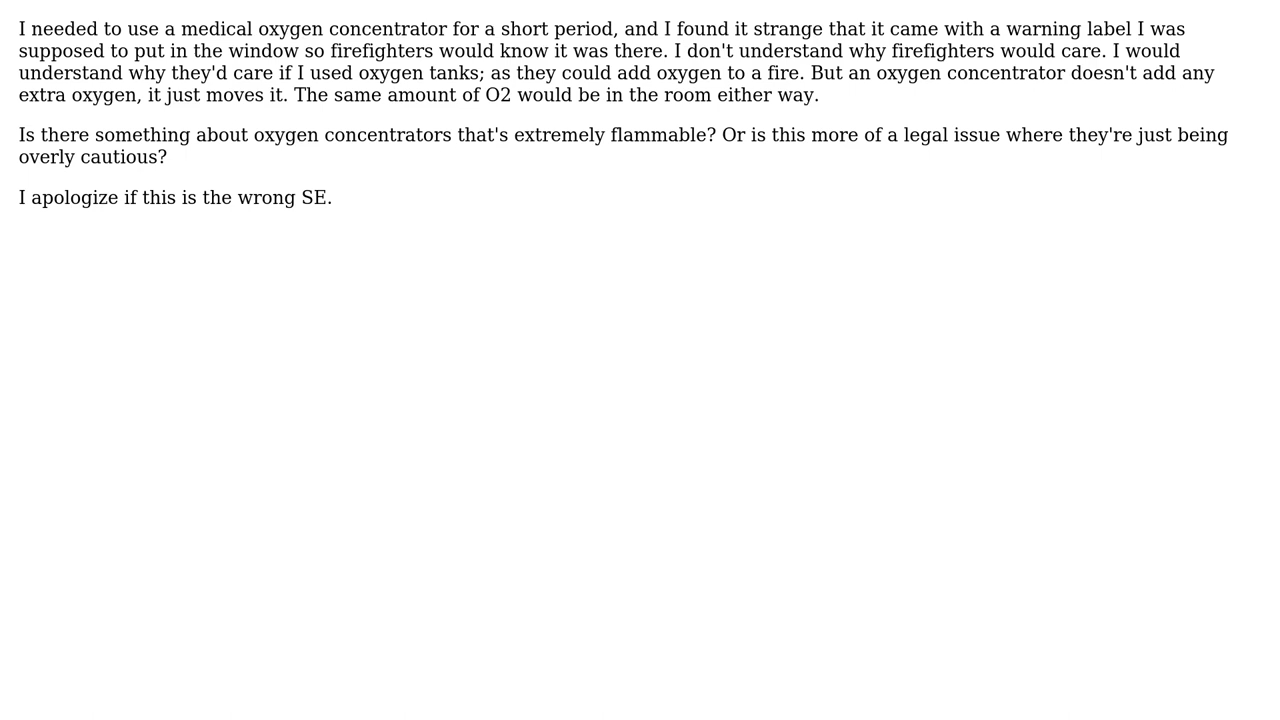 I needed to use a medical oxygen concentrator for a short period, and I found it strange that it came with a warning label I was
supposed to put in the window so firefighters would know it was there. I don't understand why firefighters would care. I would
understand why they'd care if I used oxygen tanks; as they could add oxygen to a fire. But an oxygen concentrator doesn't add any
extra oxygen, it just moves it. The same amount of O2 would be in the room either way.
Is there something about oxygen concentrators that's extremely flammable? Or is this more of a legal issue where they're just being
overly cautious?
I apologize if this is the wrong SE.